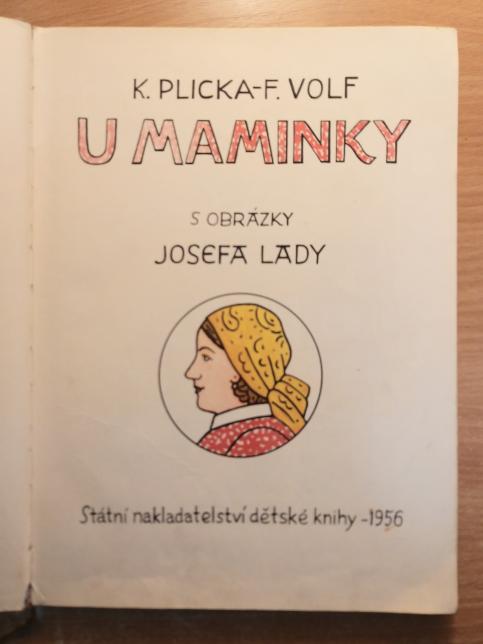 K. PLICKA-F. VOLF
U MAMINKY
S OBRÁZKY
JOSEFA LADY
Státní nakladatelství dětské knihy -1956